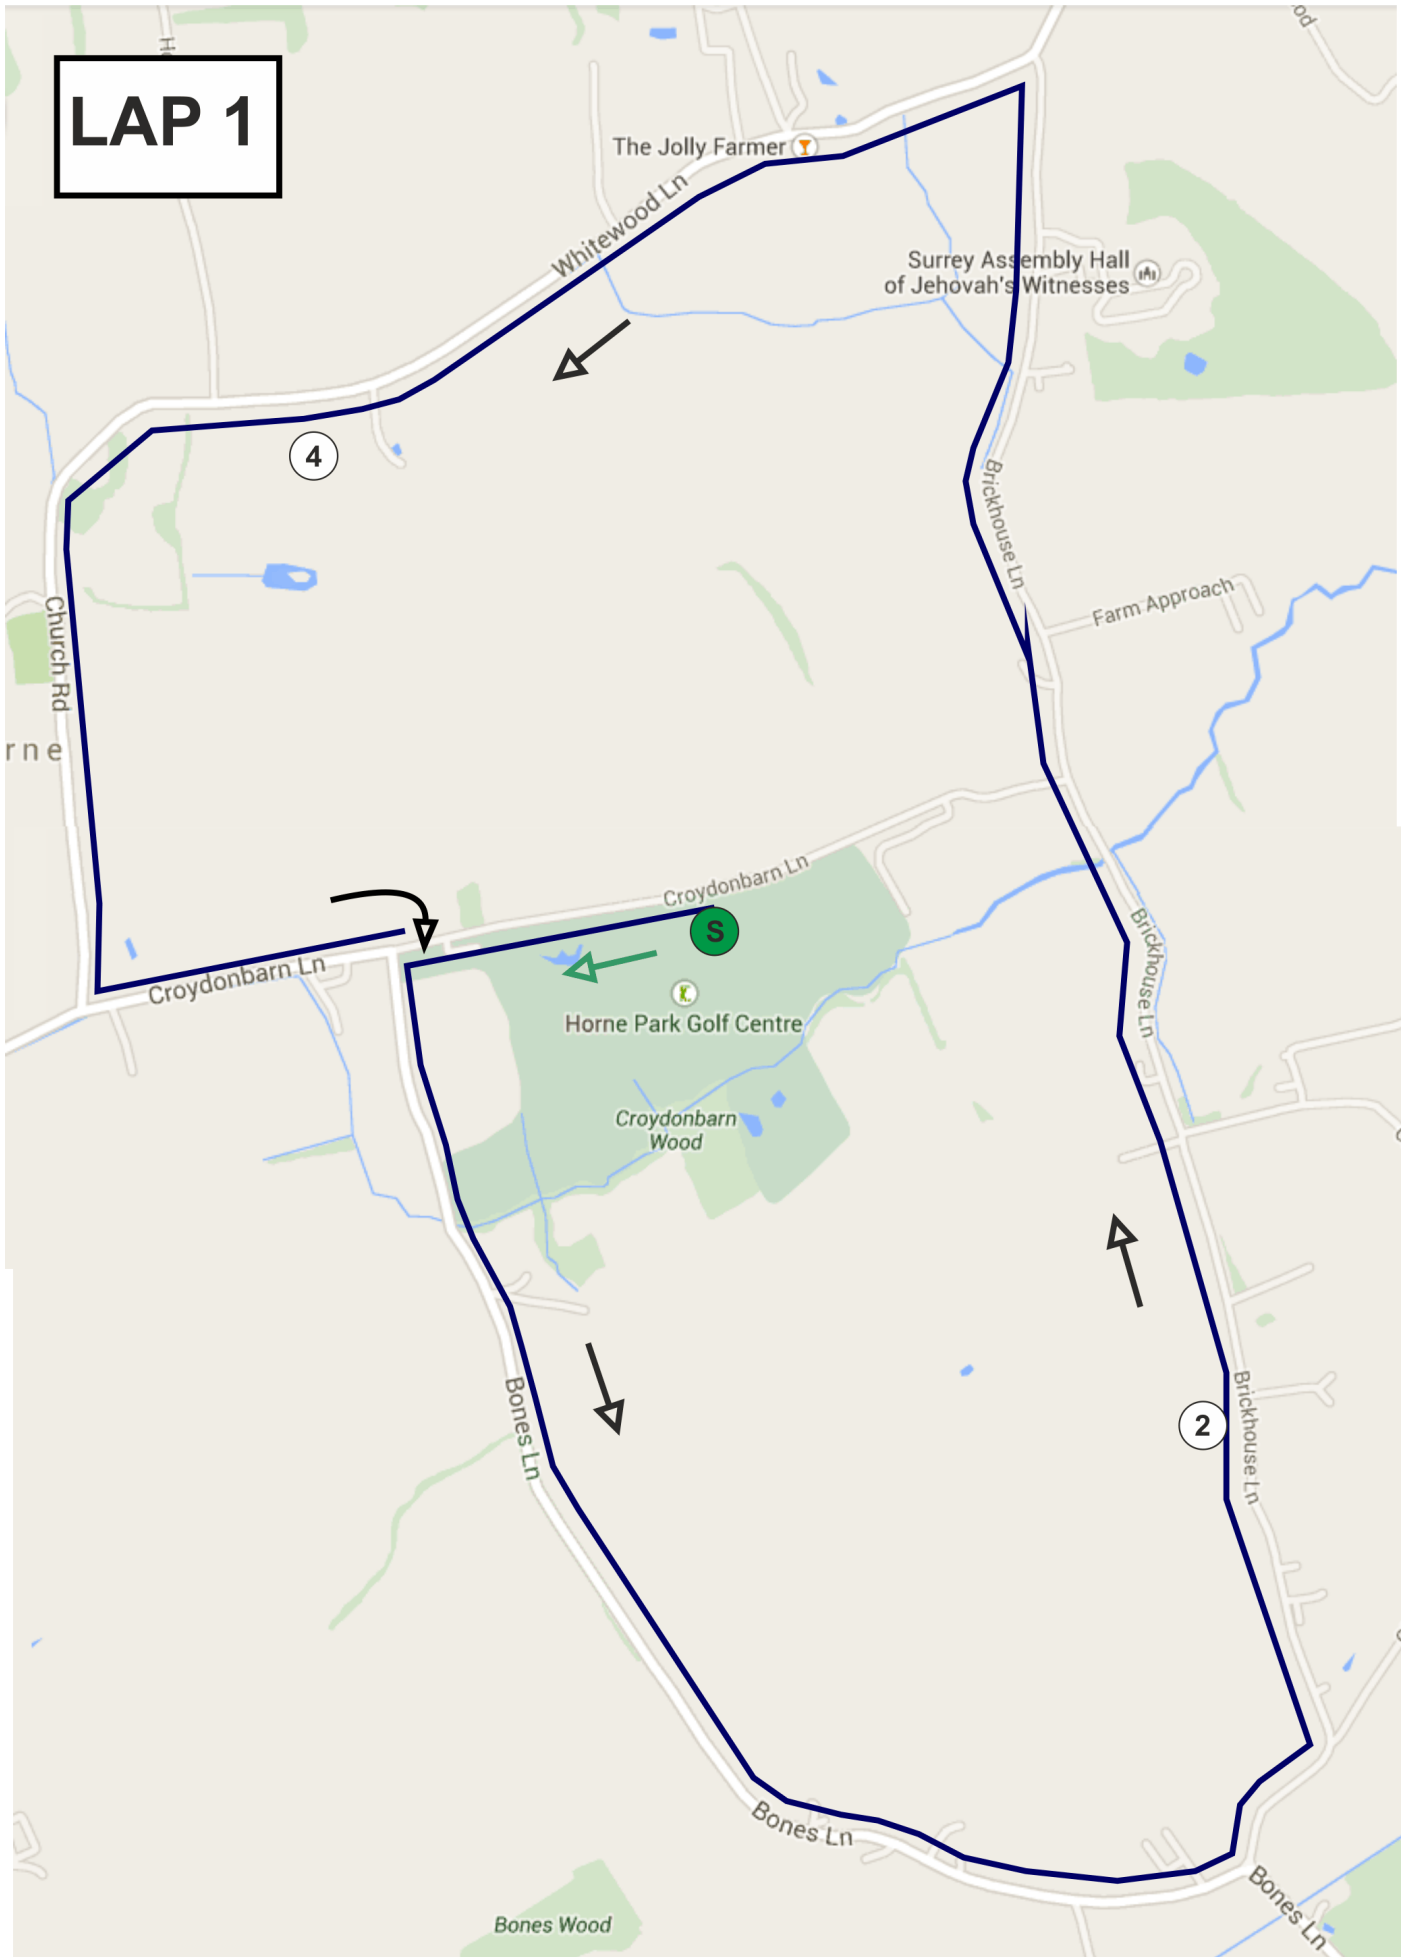 LAP 1
The Jolly Farmer
Whitewood Ln
Surrey Assembly Hall
of Jehovah's Witnesses
4
Brickhouse Ln
Farm Approach
Church Rd
rne
Croydonbarn Ln
S
Brickhouse Ln
Croydonbarn Ln
Horne Park Golf Centre
Croydonbarn
Wood
Bones Ln
2
Brickhouse Ln
Bones Ln
Bones Ln
Bones Wood